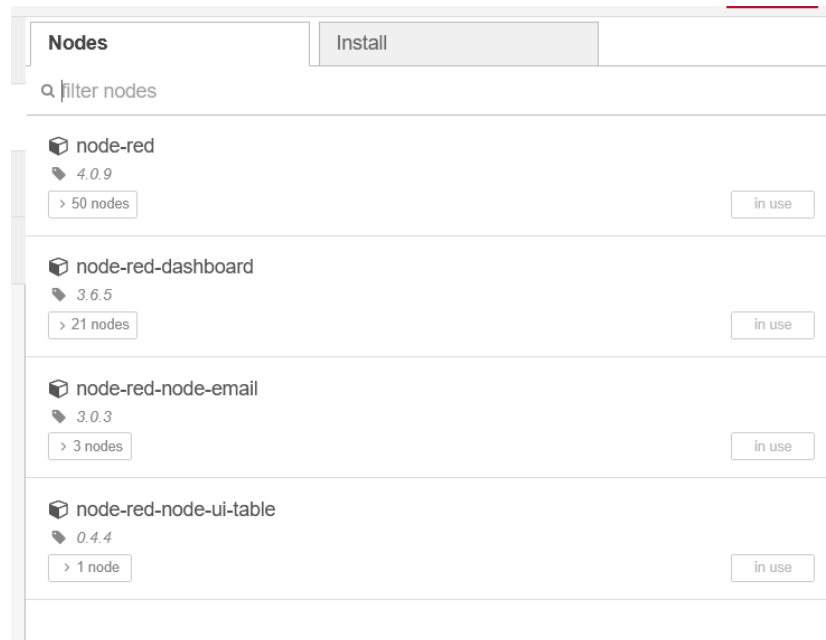 Nodes
Install
filter nodes
node-red
4.0.9
> 50 nodes
in use
node-red-dashboard
3.6.5
> 21 nodes
in use
node-red-node-email
3.0.3
> 3 nodes
in use
node-red-node-ui-table
0.4.4
> 1 node
in use